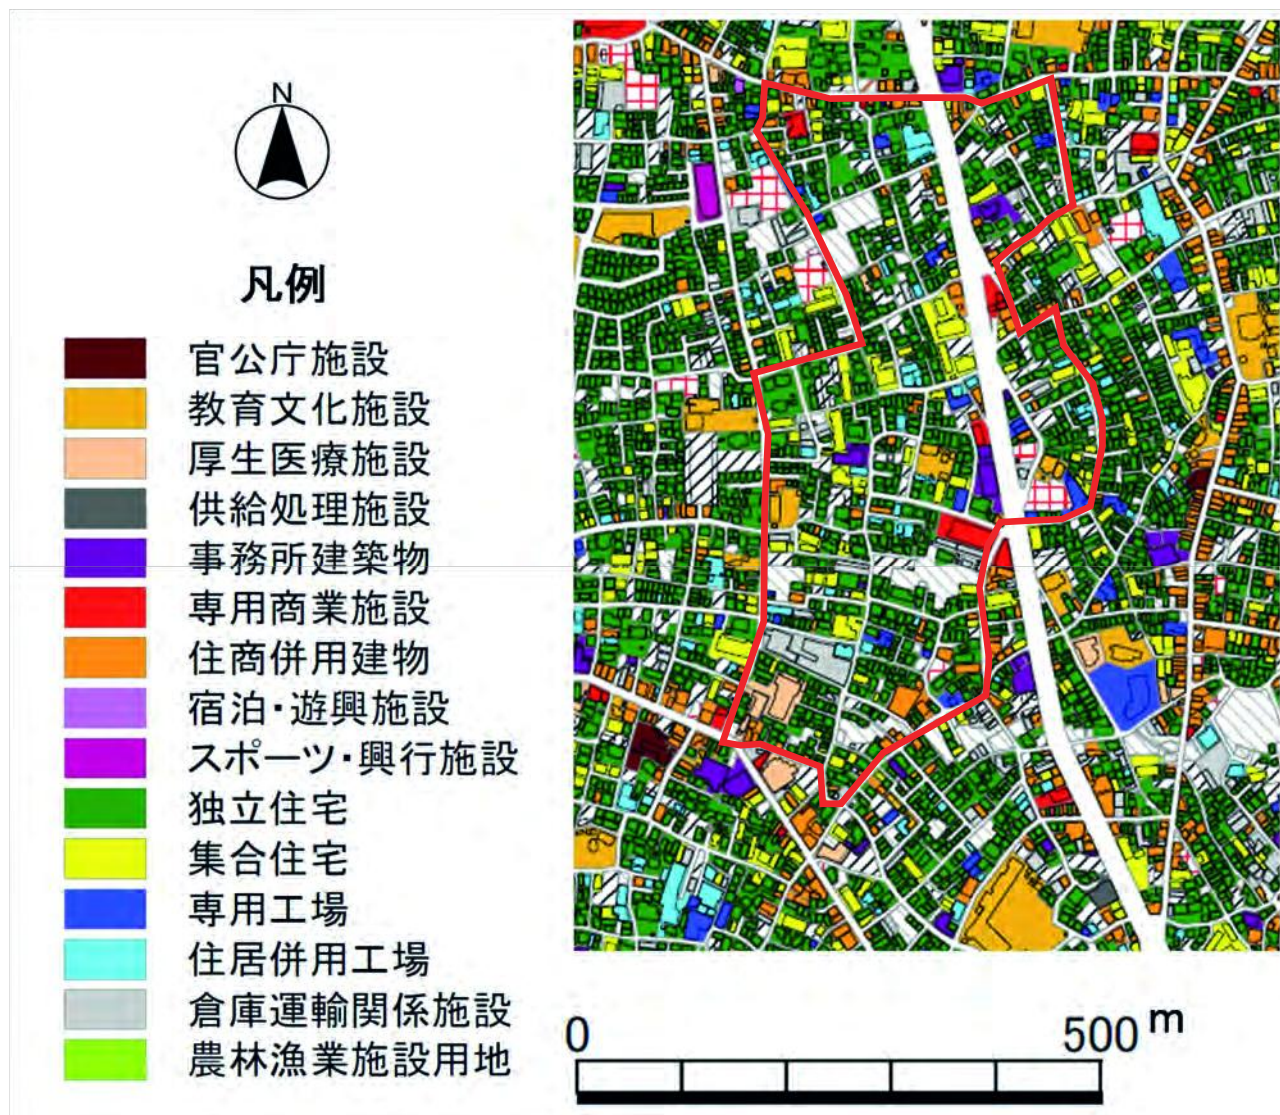 N
凡例
官公庁施設
教育文化施設
厚生医療施設
供給処理施設
事務所建築物
専用商業施設
住商併用建物
宿泊・遊興施設
スポーツ・興行施設
独立住宅
集合住宅
専用工場
住居併用工場
倉庫運輸関係施設
農林漁業施設用地
0 500 m